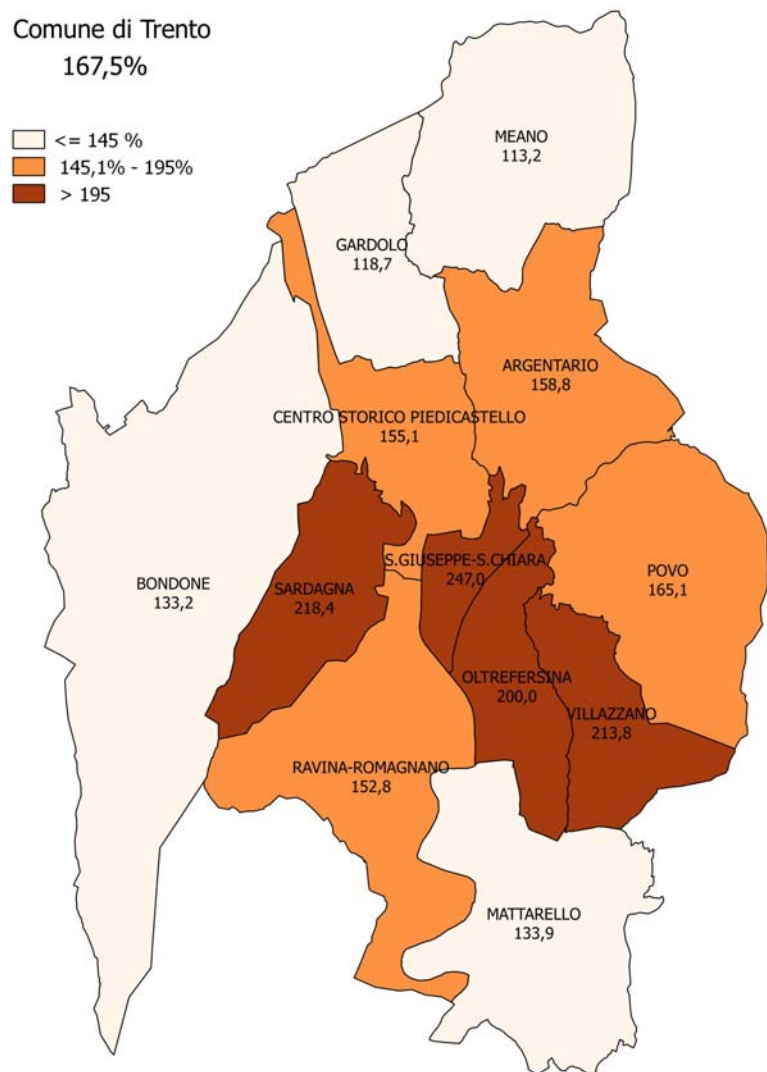 Comune di Trento
167,5%
<= 145 %
145,1% - 195%
> 195
MEANO
113,2
GARDOLO
118,7
ARGENTARIO
158,8
CENTRO STORICO PIEDICASTELLO
155,1
S.GIUSEPPE-S.CHIARA
247,0
POVO
165,1
BONDONE
133,2
SARDAGNA
218,4
OLTREFERSINA
200,0
VILLAZZANO
213,8
RAVINA-ROMAGNANO
152,8
MATTARELLO
133,9